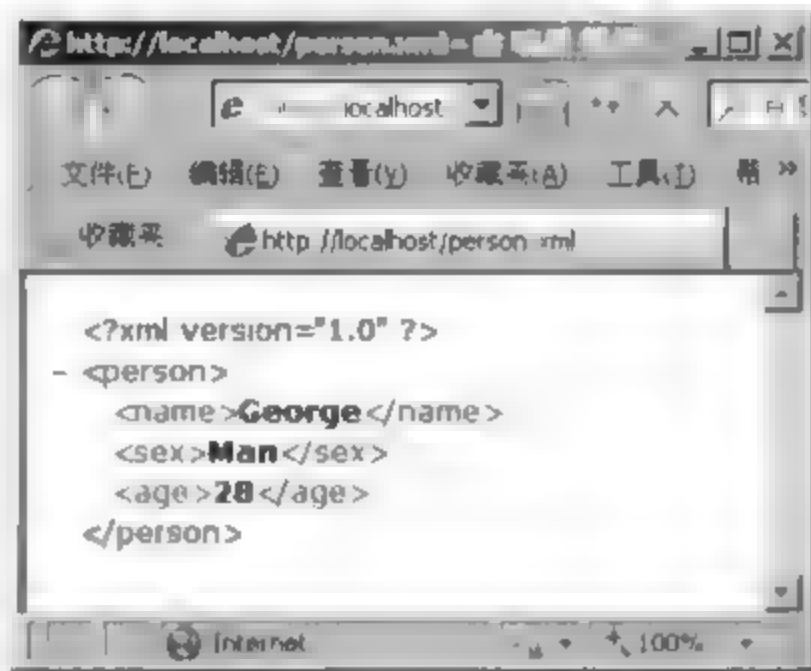 http://localhost/person.xml -
localhost
文件(F) 编辑(E) 查看(V) 收藏夹(A) 工具(T) »
收藏夹 http://localhost/person.xml
<?xml version="1.0" ?>
- <person>
<name>George</name>
<sex>Man</sex>
<age>28</age>
</person>
Internet 100%